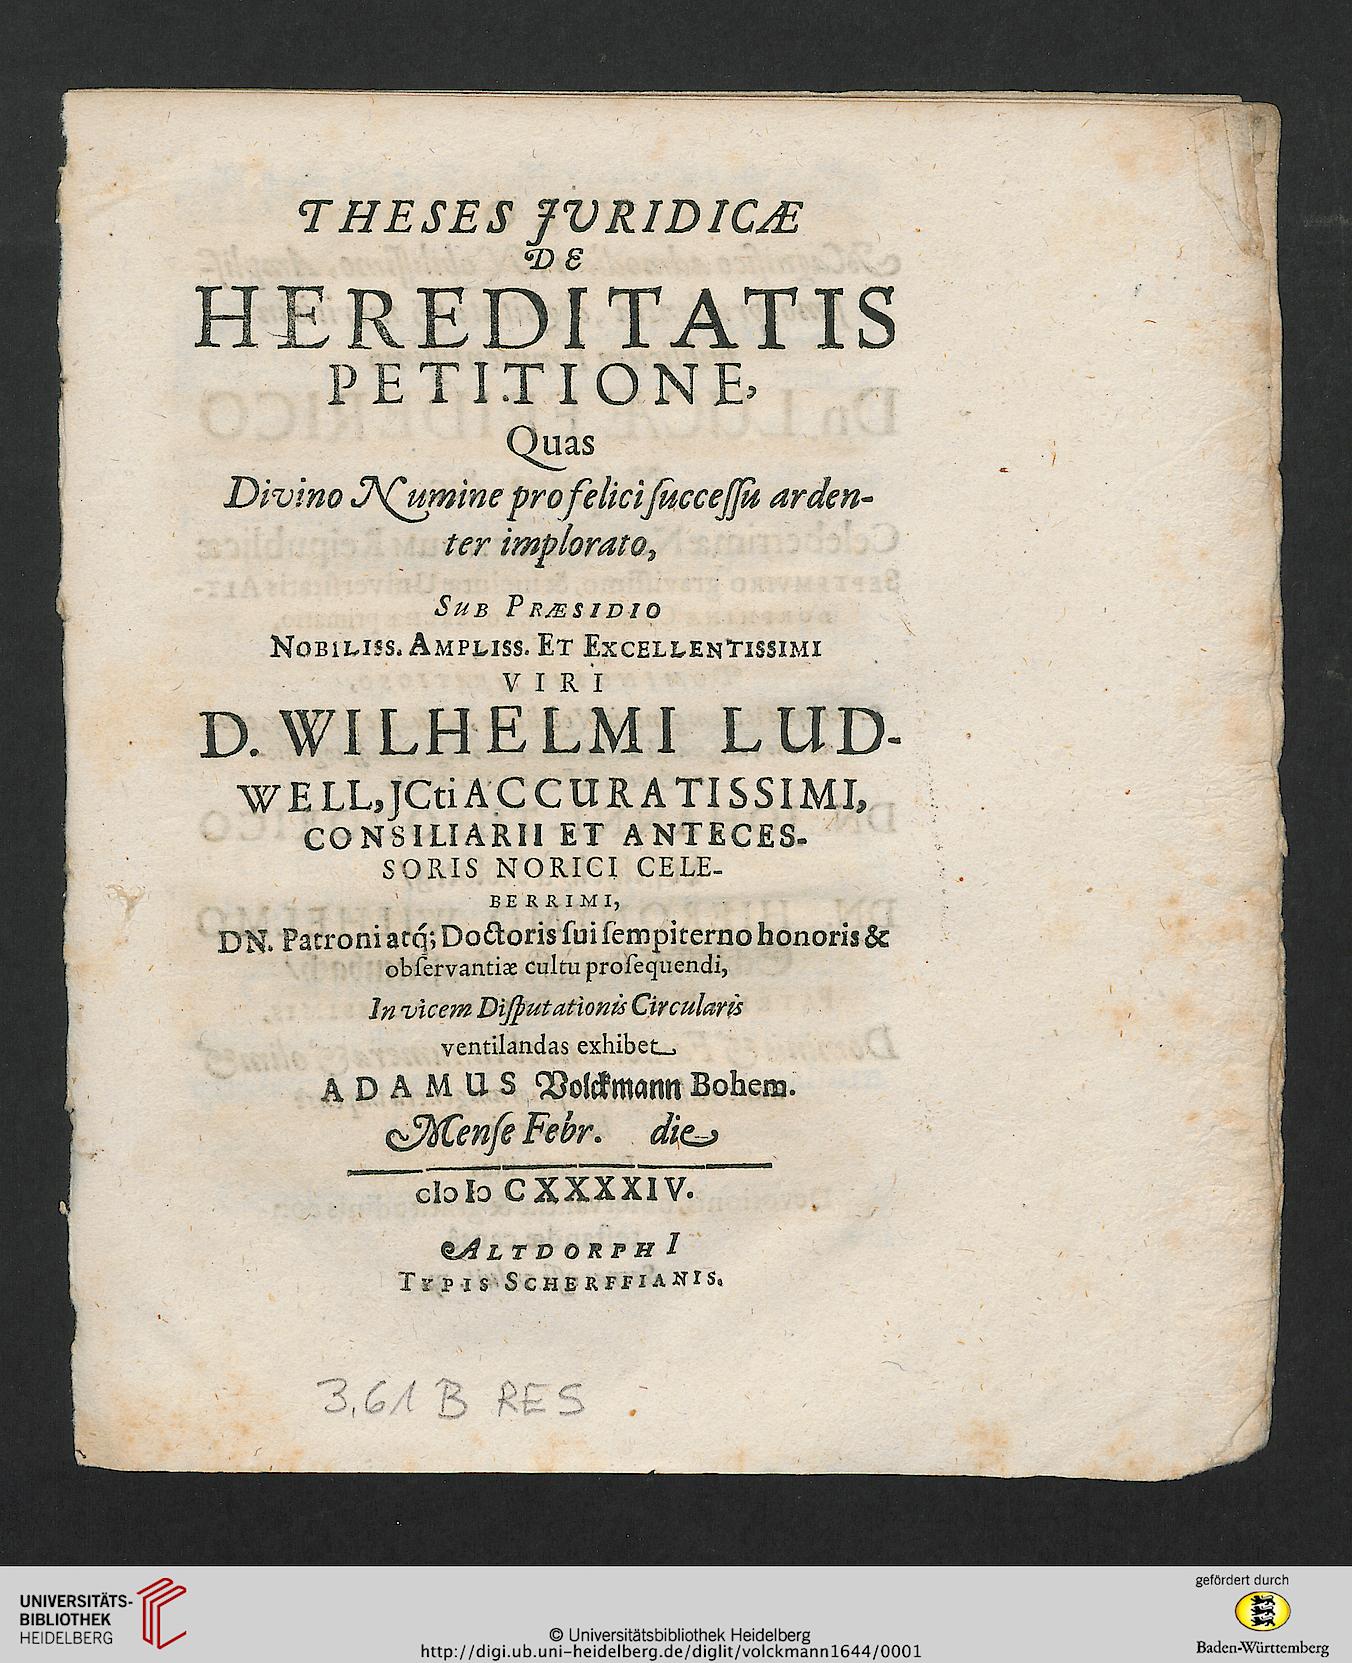 THESES JVRIDICÆ
DE
HEREDITATIS
PETITIONE,
Quas
Divino Numine pro felici ſucceſſu arden-
ter implorato,
SUB PRÆSIDIO
NOBILISS. AMPLISS. ET EXCELLENTISSIMI
VIRI
D. WILHELMI LUD-
WELL, JCti ACCURATISSIMI,
CONSILIARII ET ANTECES-
SORIS NORICI CELE-
BERRIMI,
DN. Patroni atq́; Doctoris ſui ſempiterno honoris &
obſervantiæ cultu proſequendi,
In vicem Diſputationis Circularis
ventilandas exhibet
ADAMUS Volckmann Bohem.
Menſe Febr. die
cIↄ Iↄ CXXXXIV.
ALTDORPHI
TYPIS SCHERFFIANIS.
3,61 B RES
UNIVERSITÄTS-
BIBLIOTHEK
HEIDELBERG
© Universitätsbibliothek Heidelberg
http://digi.ub.uni-heidelberg.de/diglit/volckmann1644/0001
gefördert durch
Baden-Württemberg